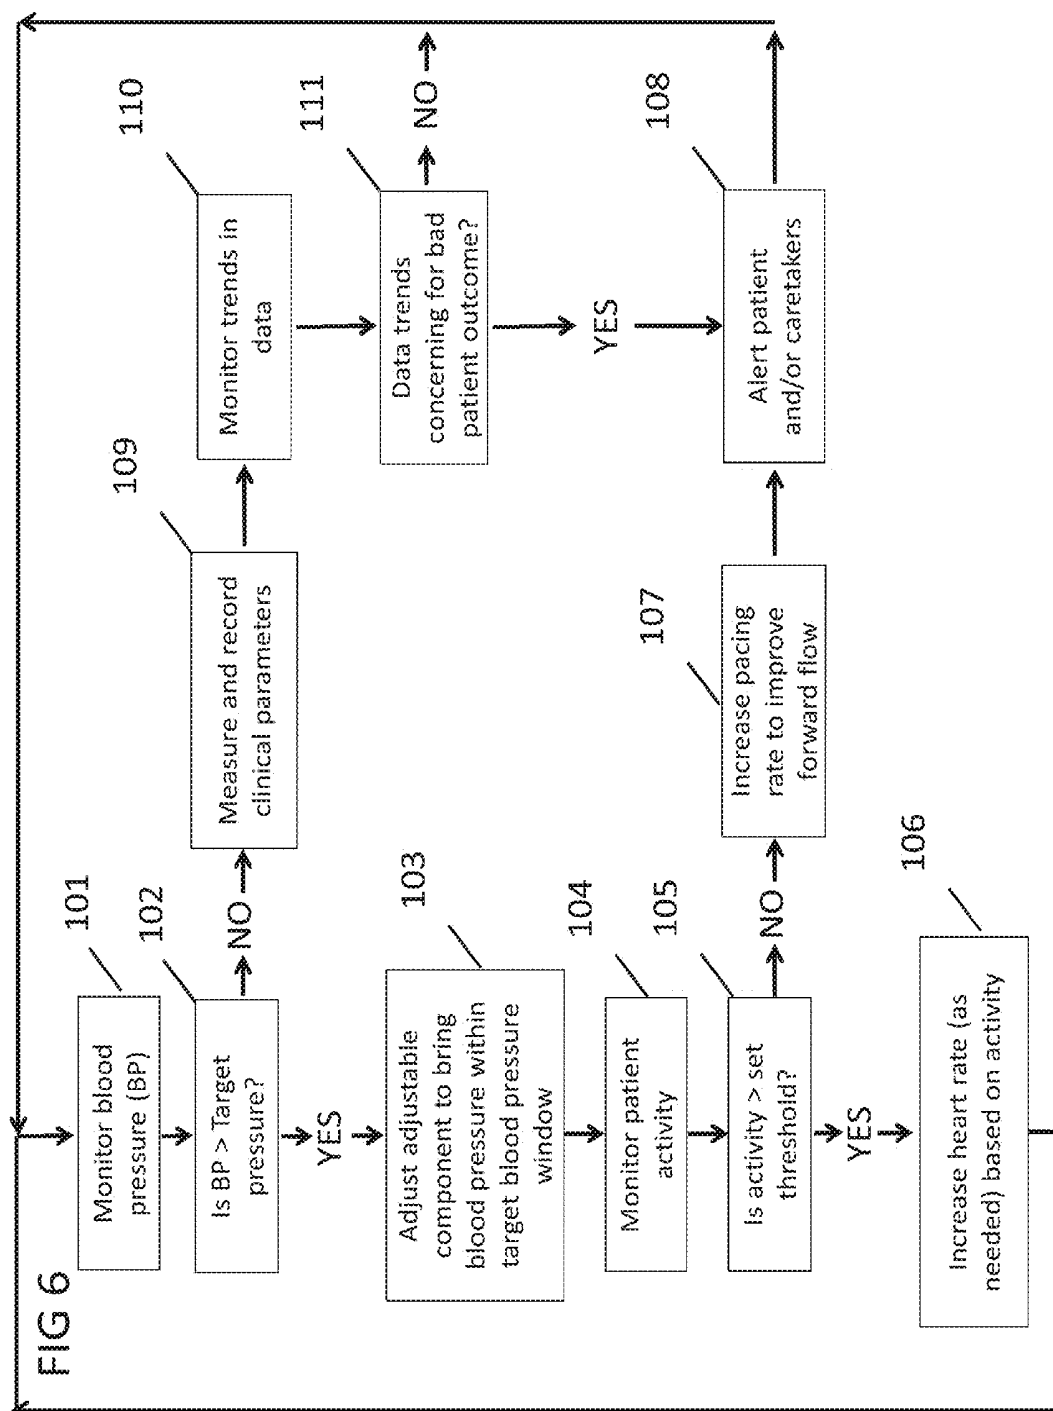 FIG 6
101
Monitor blood
pressure (BP)
102
Is BP > Target
pressure?
NO
YES
109
Measure and record
clinical parameters
110
Monitor trends in
data
111
Data trends
concerning for bad
patient outcome?
NO
YES
103
Adjust adjustable
component to bring
blood pressure within
target blood pressure
window
104
Monitor patient
activity
105
Is activity > set
threshold?
NO
YES
107
Increase pacing
rate to improve
forward flow
108
Alert patient
and/or caretakers
106
Increase heart rate (as
needed) based on activity